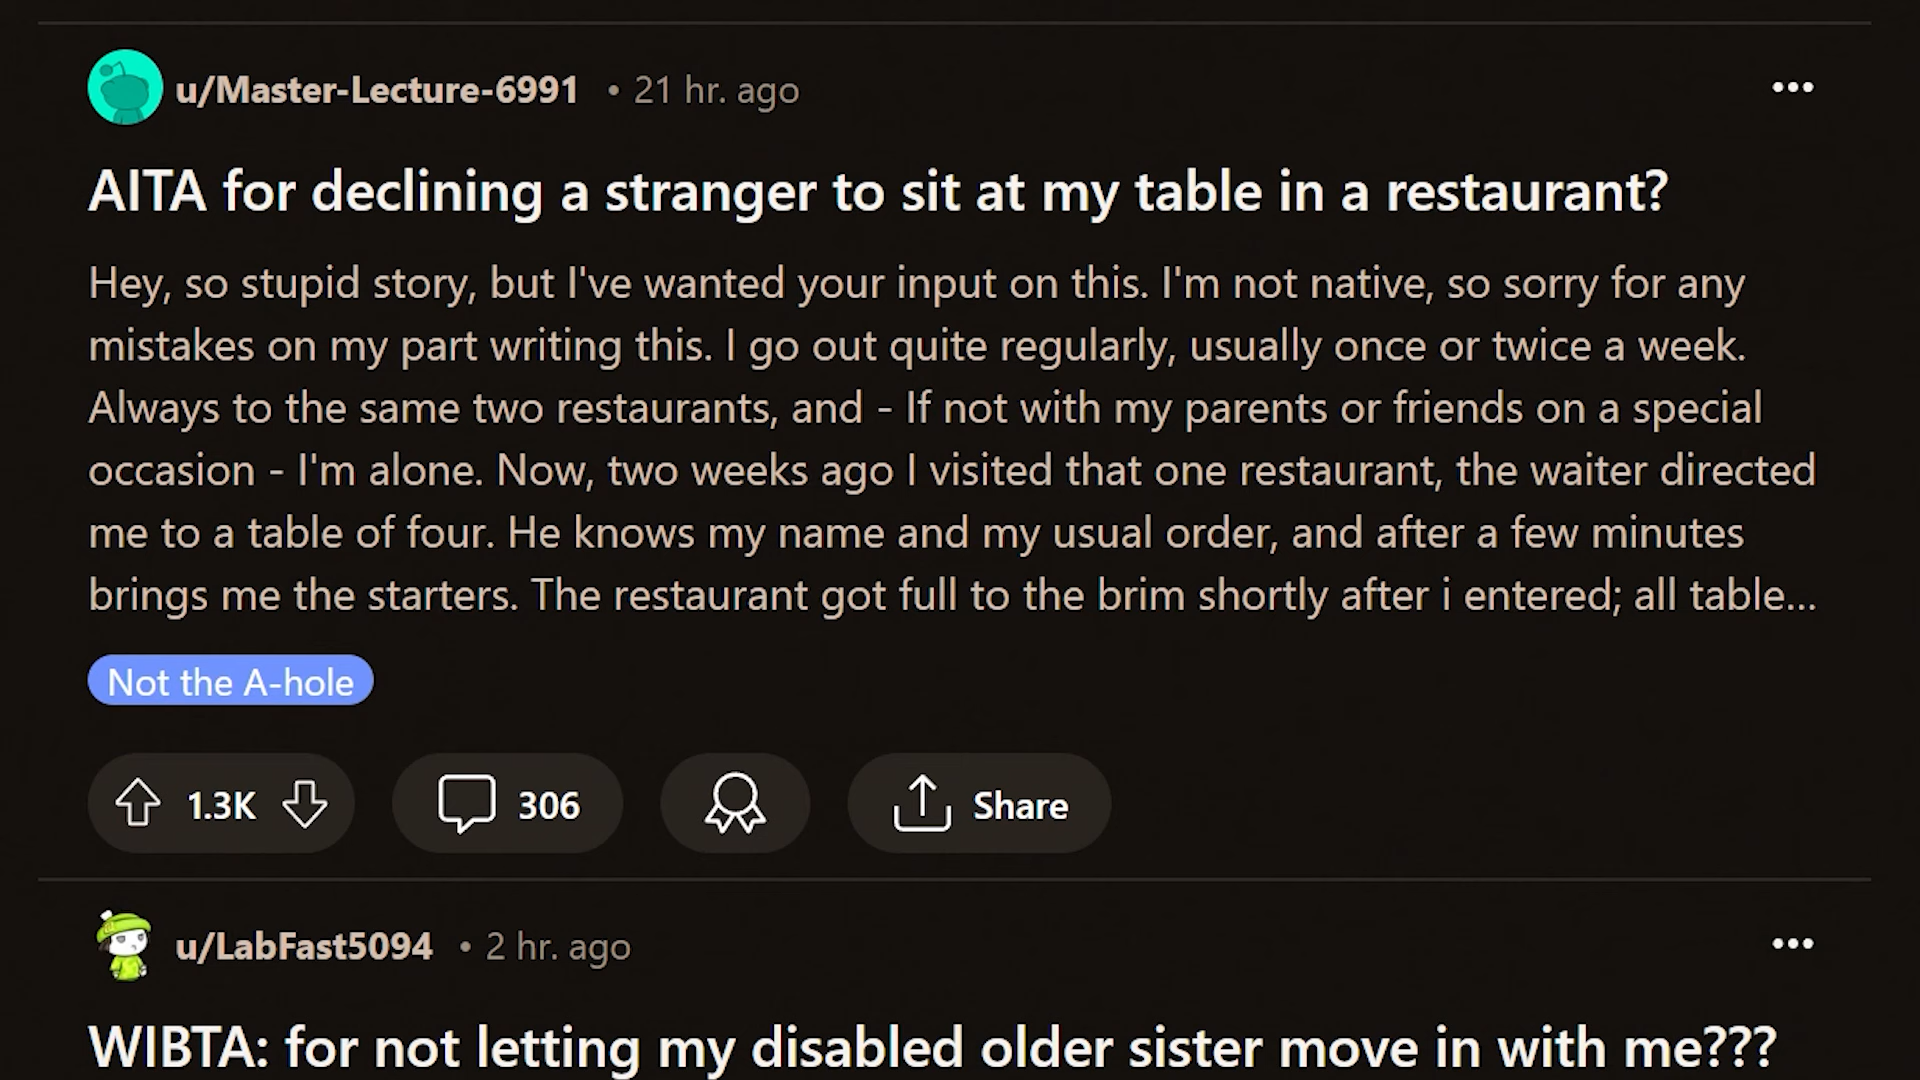 u/Master-Lecture-6991 • 21 hr. ago
AITA for declining a stranger to sit at my table in a restaurant?
Hey, so stupid story, but I've wanted your input on this. I'm not native, so sorry for any
mistakes on my part writing this. I go out quite regularly, usually once or twice a week.
Always to the same two restaurants, and - If not with my parents or friends on a special
occasion - I'm alone. Now, two weeks ago I visited that one restaurant, the waiter directed
me to a table of four. He knows my name and my usual order, and after a few minutes
brings me the starters. The restaurant got full to the brim shortly after i entered; all table...
Not the A-hole
1.3K 306 Share
u/LabFast5094 • 2 hr. ago
WIBTA: for not letting my disabled older sister move in with me???